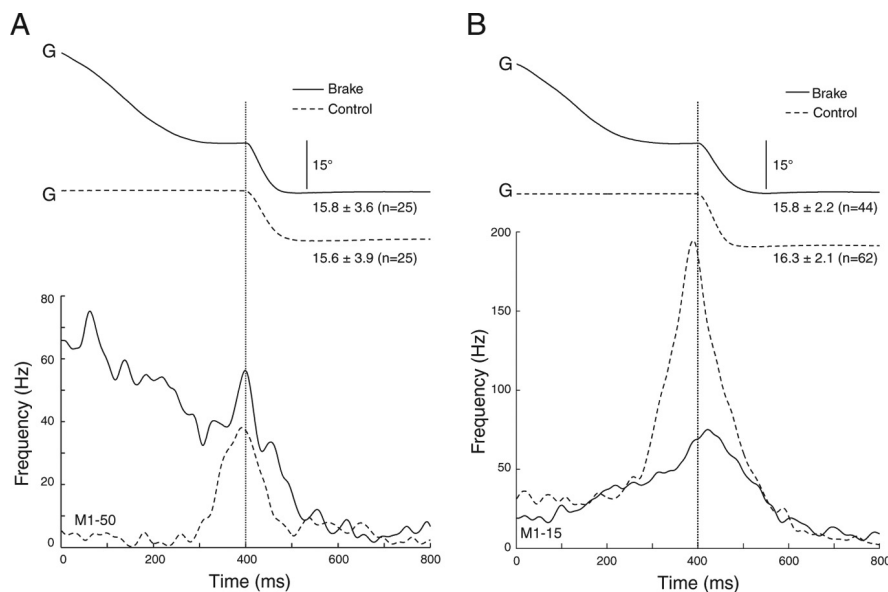 A
B
G
G
Brake
Control
15°
G
15.8 ± 3.6 (n=25)
15.6 ± 3.9 (n=25)
80
60
40
20
0
Frequency (Hz)
M1-50
0
200
400
600
800
Time (ms)
G
Brake
Control
15°
15.8 ± 2.2 (n=44)
16.3 ± 2.1 (n=62)
200
150
100
50
0
Frequency (Hz)
M1-15
0
200
400
600
800
Time (ms)